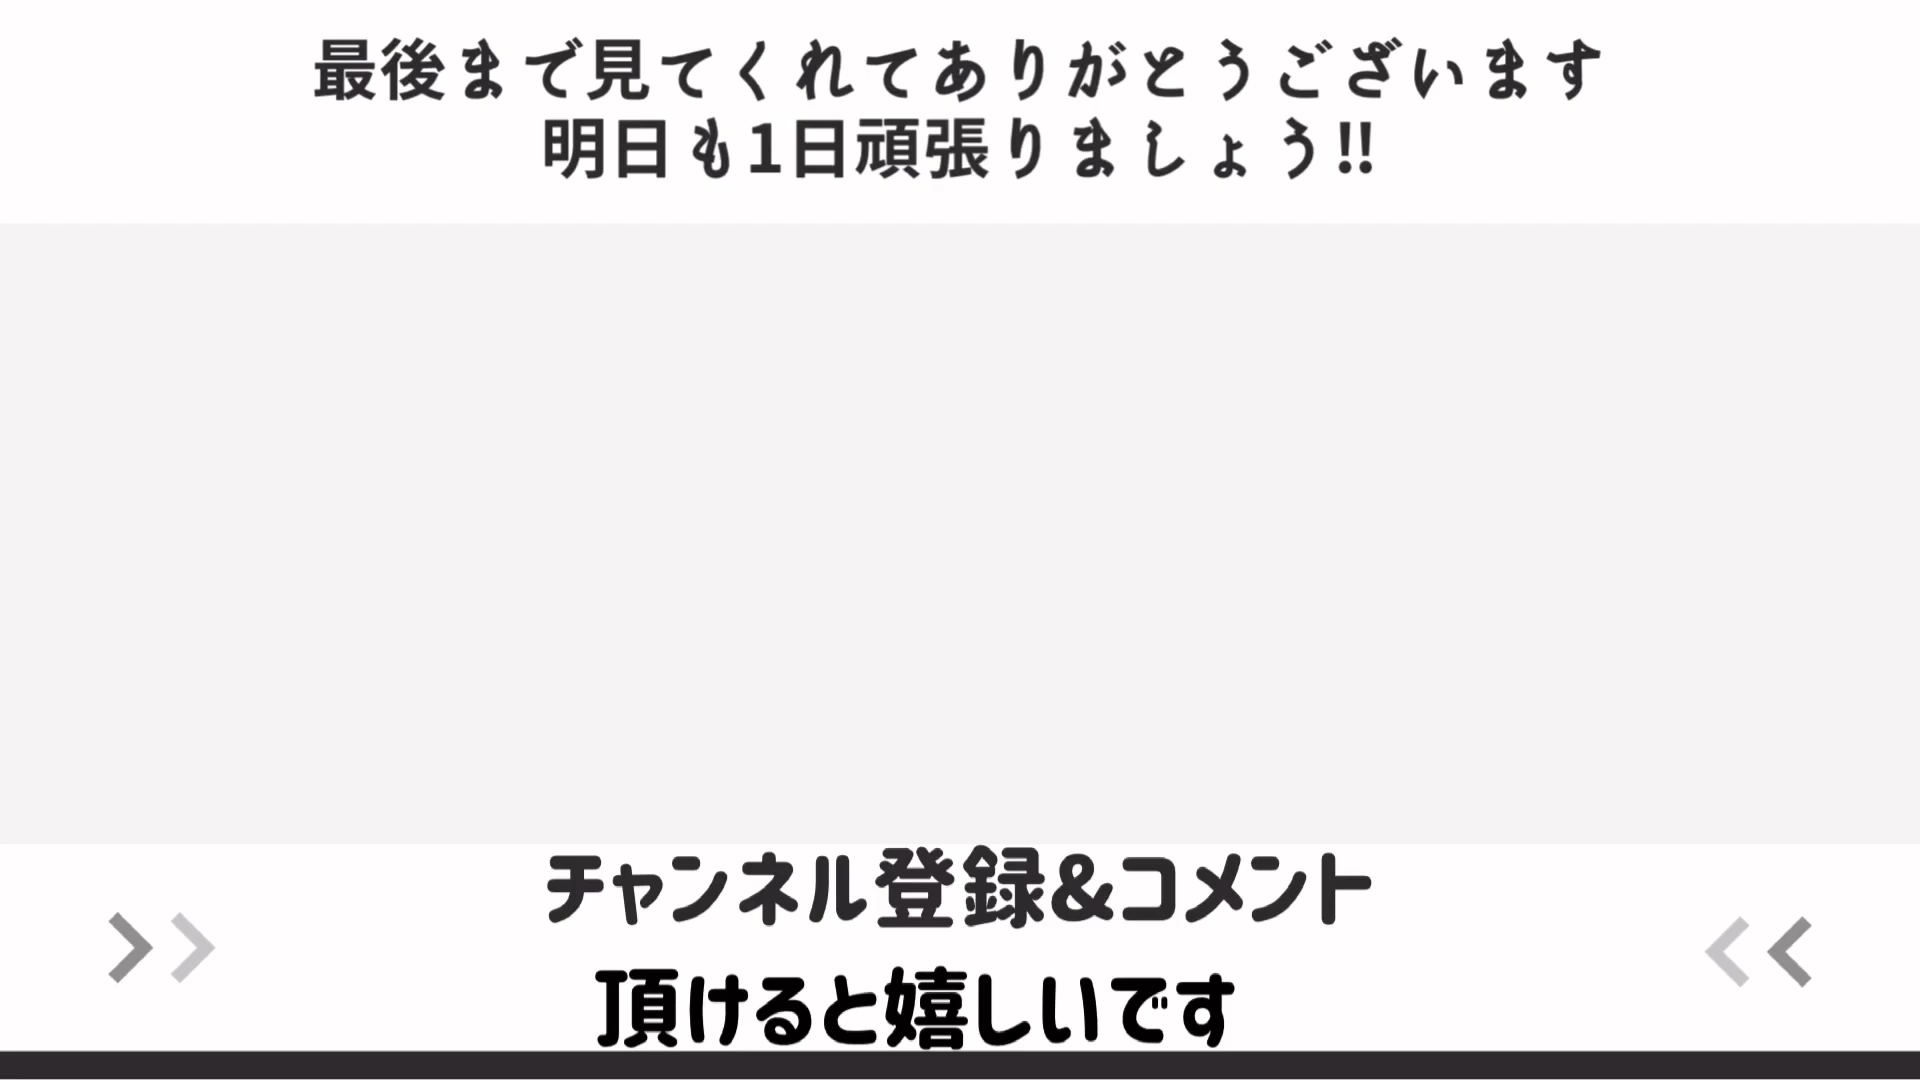 最後まで見てくれてありがとうございます
明日も1日頑張りましょう!!
チャンネル登録&コメント
頂けると嬉しいです